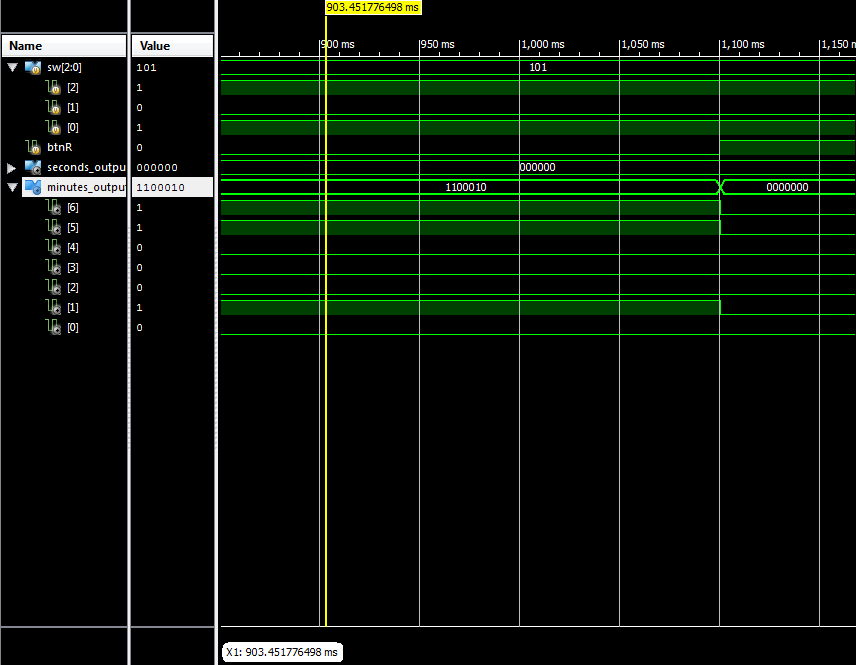 903.451776498 ms
Name Value
900 ms 950 ms 1,000 ms 1,050 ms 1,100 ms 1,150 m
sw[2:0] 101 101
[2] 1
[1] 0
[0] 1
btnR 0
seconds_outpu 000000 000000
minutes_outpu 1100010 1100010 0000000
[6] 1
[5] 1
[4] 0
[3] 0
[2] 0
[1] 1
[0] 0
X1: 903.451776498 ms